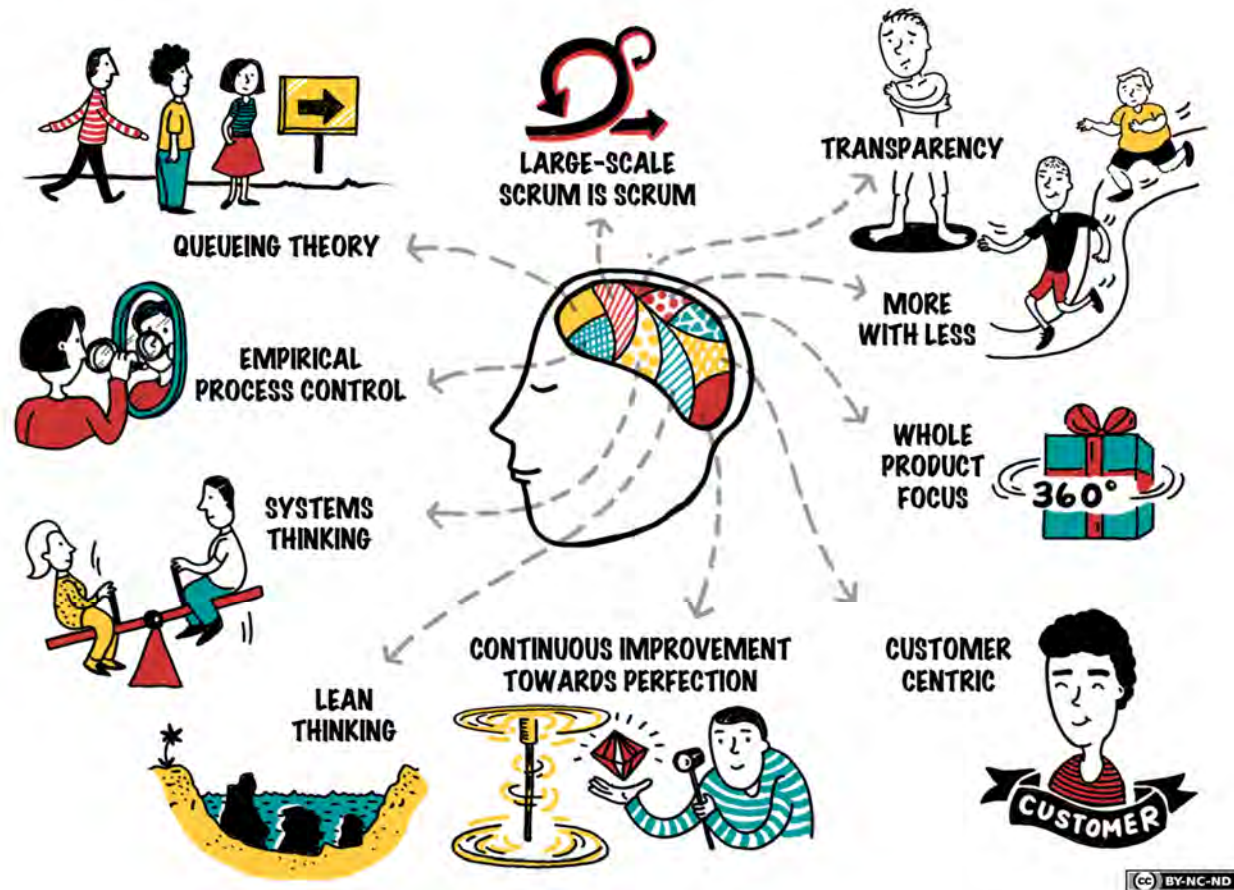 LARGE-SCALE
SCRUM IS SCRUM
TRANSPARENCY
MORE
WITH LESS
WHOLE
PRODUCT
FOCUS
360°
CUSTOMER
CENTRIC
CUSTOMER
CONTINUOUS IMPROVEMENT
TOWARDS PERFECTION
LEAN
THINKING
SYSTEMS
THINKING
EMPIRICAL
PROCESS CONTROL
QUEUEING THEORY
cc BY-NC-ND